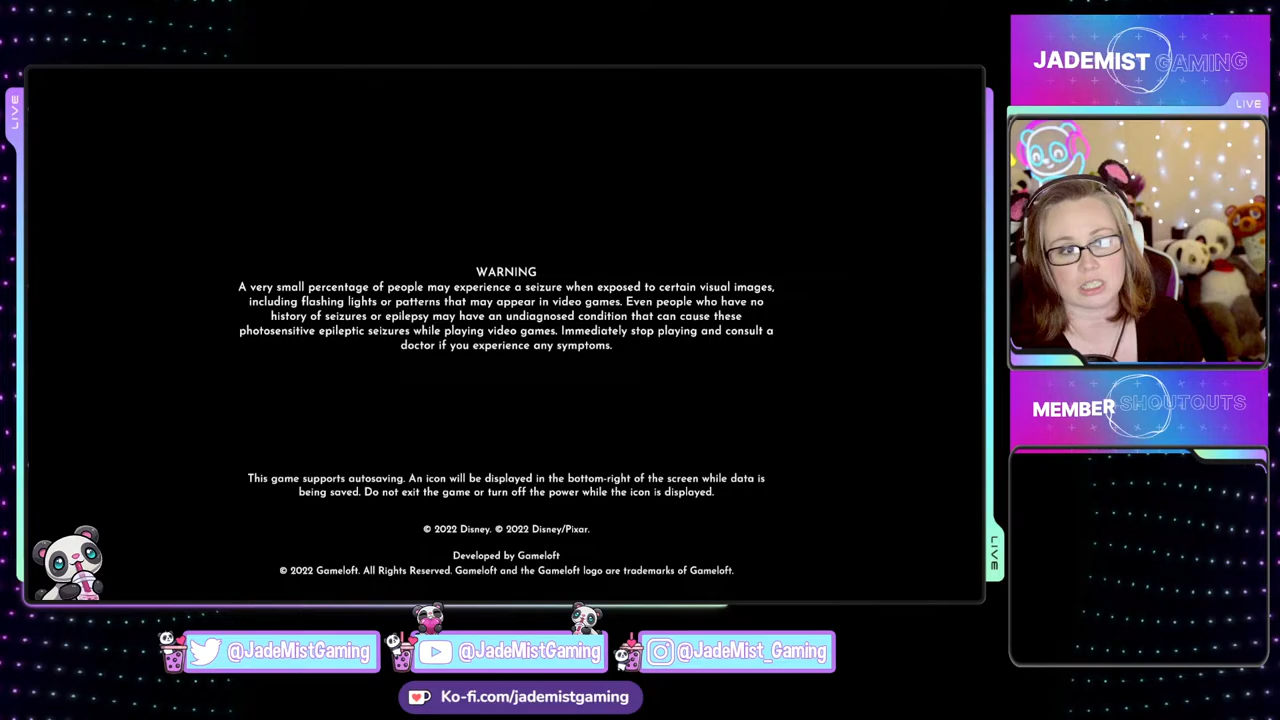 JADEMIST GAMING
LIVE
LIVE
WARNING
A very small percentage of people may experience a seizure when exposed to certain visual images,
including flashing lights or patterns that may appear in video games. Even people who have no
history of seizures or epilepsy may have an undiagnosed condition that can cause these
photosensitive epileptic seizures while playing video games. Immediately stop playing and consult a
doctor if you experience any symptoms.
MEMBER SHOUTOUTS
This game supports autosaving. An icon will be displayed in the bottom-right of the screen while data is
being saved. Do not exit the game or turn off the power while the icon is displayed.
© 2022 Disney. © 2022 Disney/Pixar.
Developed by Gameloft
© 2022 Gameloft. All Rights Reserved. Gameloft and the Gameloft logo are trademarks of Gameloft.
LIVE
@JadeMistGaming
@JadeMistGaming
@JadeMist_Gaming
Ko-fi.com/jademistgaming